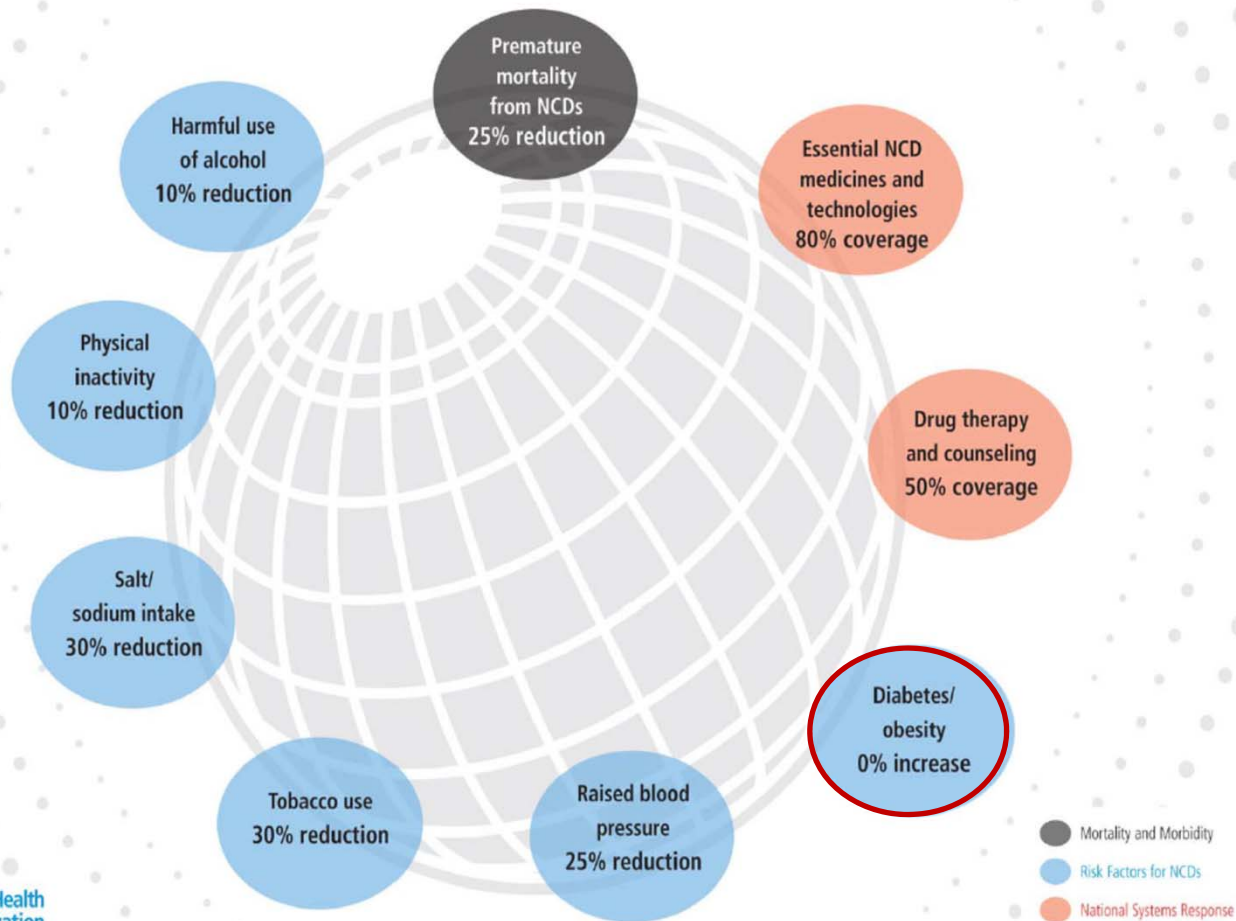 Premature
mortality
from NCDs
25% reduction
Harmful use
of alcohol
10% reduction
Essential NCD
medicines and
technologies
80% coverage
Physical
inactivity
10% reduction
Drug therapy
and counseling
50% coverage
Salt/
sodium intake
30% reduction
Diabetes/
obesity
0% increase
Tobacco use
30% reduction
Raised blood
pressure
25% reduction
Mortality and Morbidity
Risk Factors for NCDs
National Systems Response
Health